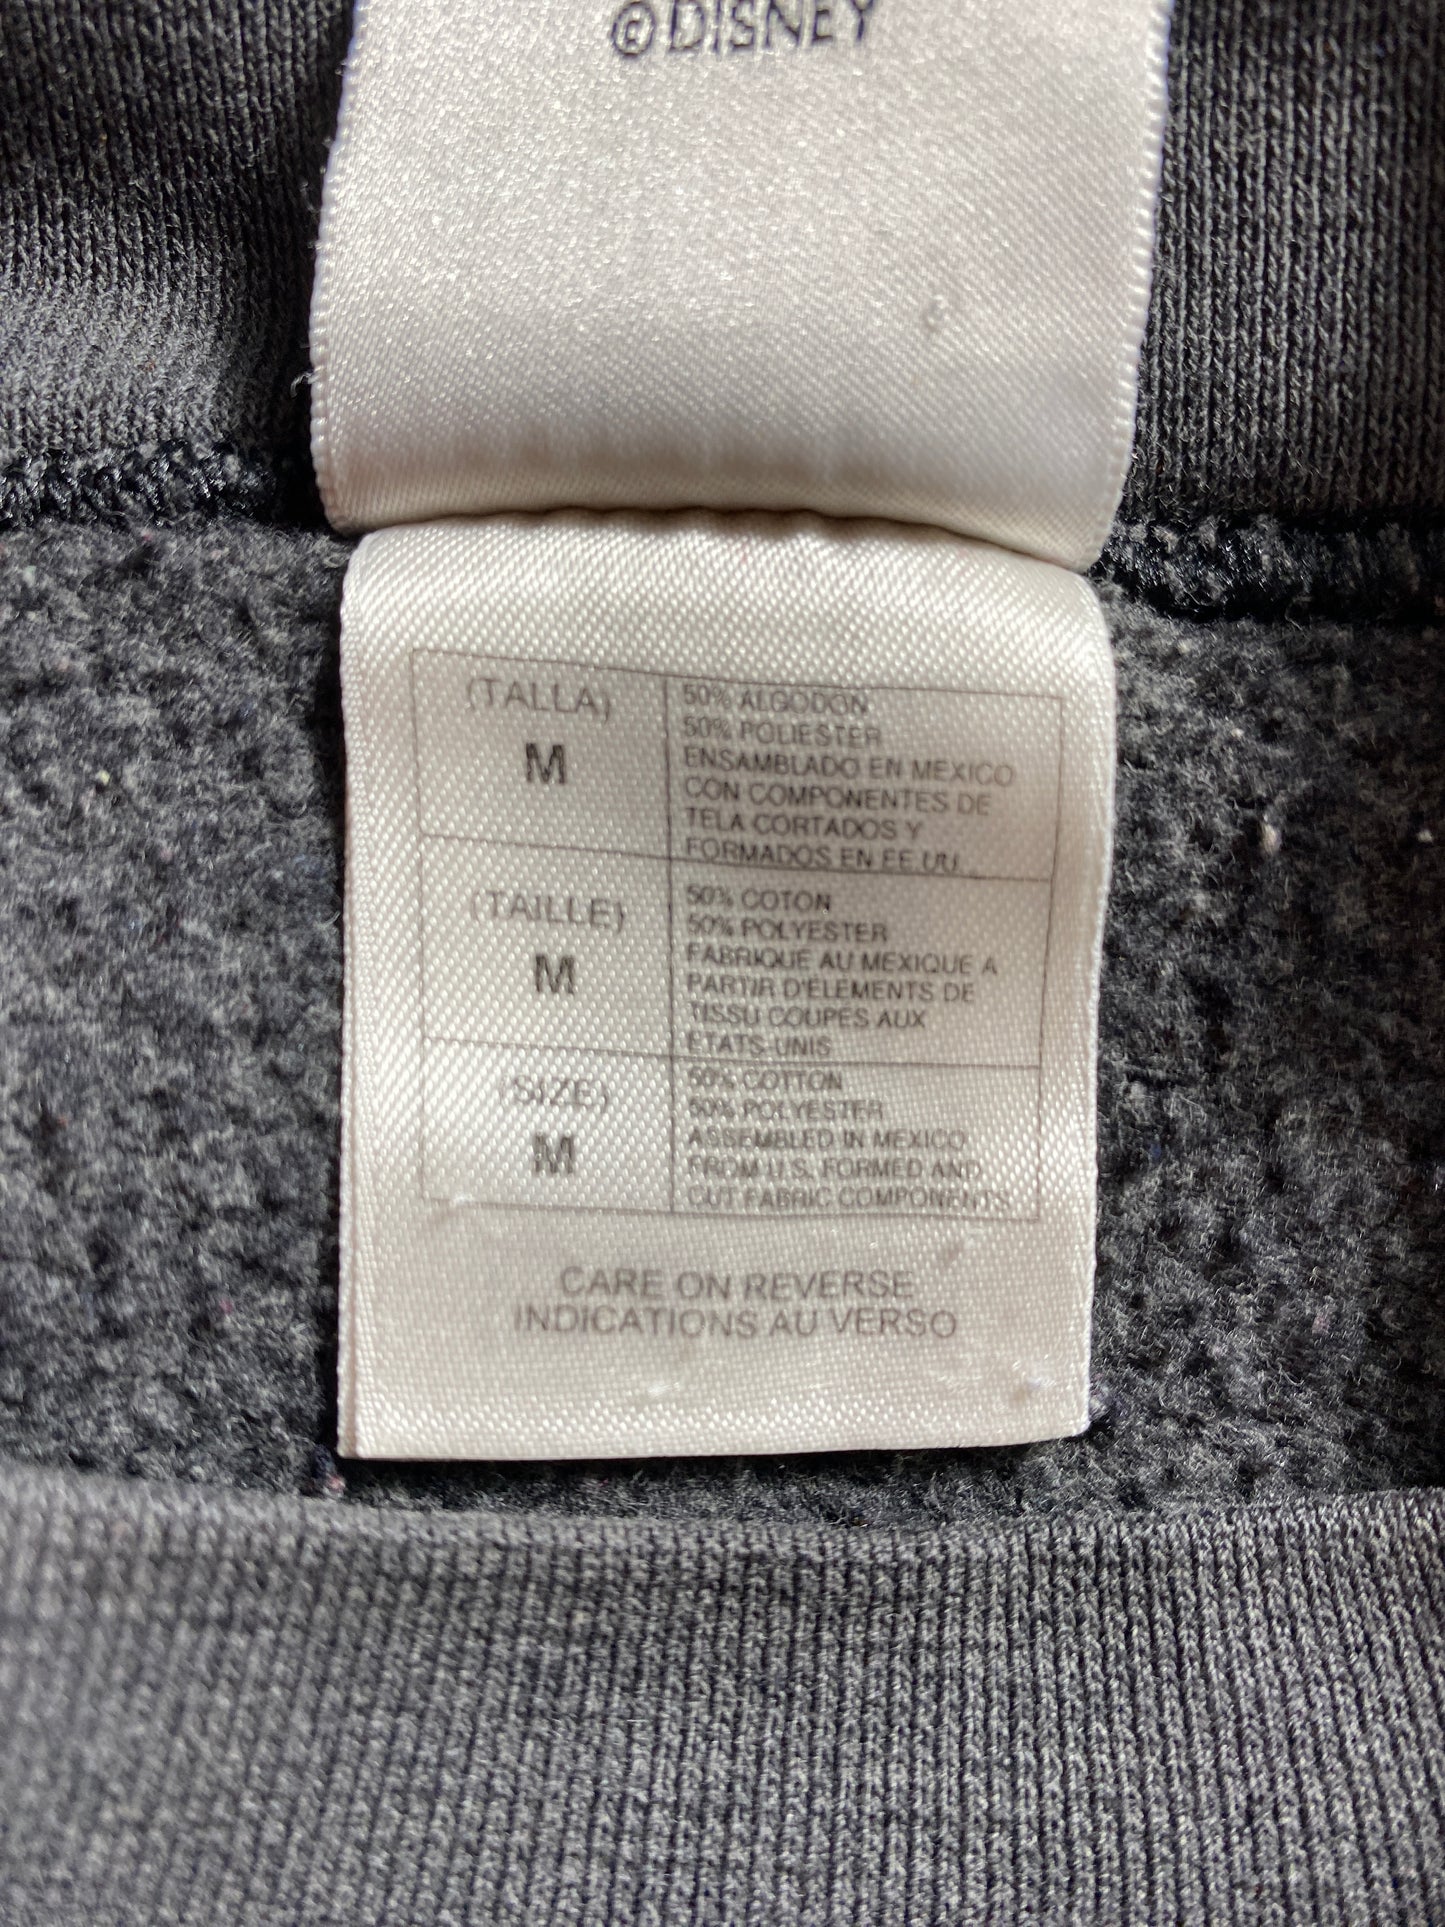 ©DISNEY
(TALLA)
M
50% ALGODON
50% POLIESTER
ENSAMBLADO EN MEXICO
CON COMPONENTES DE
TELA CORTADOS Y
FORMADOS EN EE.UU.
(TAILLE)
M
50% COTON
50% POLYESTER
FABRIQUE AU MEXIQUE A
PARTIR D'ELEMENTS DE
TISSU COUPES AUX
ETATS-UNIS
(SIZE)
M
50% COTTON
50% POLYESTER
ASSEMBLED IN MEXICO
FROM U.S. FORMED AND
CUT FABRIC COMPONENTS
CARE ON REVERSE
INDICATIONS AU VERSO